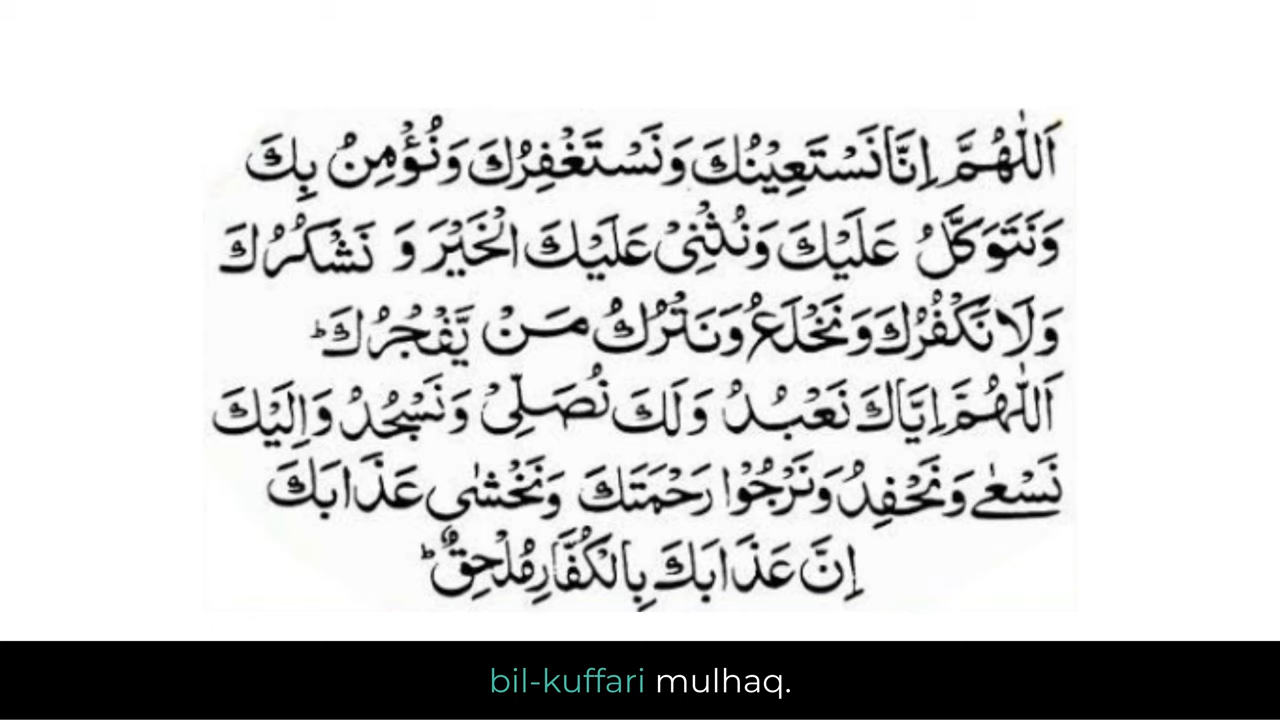 اَللّٰهُمَّ اِنَّا نَسْتَعِيْنُكَ وَنَسْتَغْفِرُكَ وَنُؤْمِنُ بِكَ
وَنَتَوَكَّلُ عَلَيْكَ وَنُثْنِیْ عَلَيْكَ الْخَيْرَ وَ نَشْكُرُكَ
وَلَا نَكْفُرُكَ وَنَخْلَعُ وَنَتْرُكُ مَنْ يَّفْجُرُكَ ؕ
اَللّٰهُمَّ اِيَّاكَ نَعْبُدُ وَلَكَ نُصَلِّیْ وَنَسْجُدُ وَاِلَيْكَ
نَسْعٰی وَنَحْفِدُ وَنَرْجُوْا رَحْمَتَكَ وَنَخْشٰی عَذَابَكَ
اِنَّ عَذَابَكَ بِالْكُفَّارِ مُلْحِقٌ ؕ
bil-kuffari mulhaq.